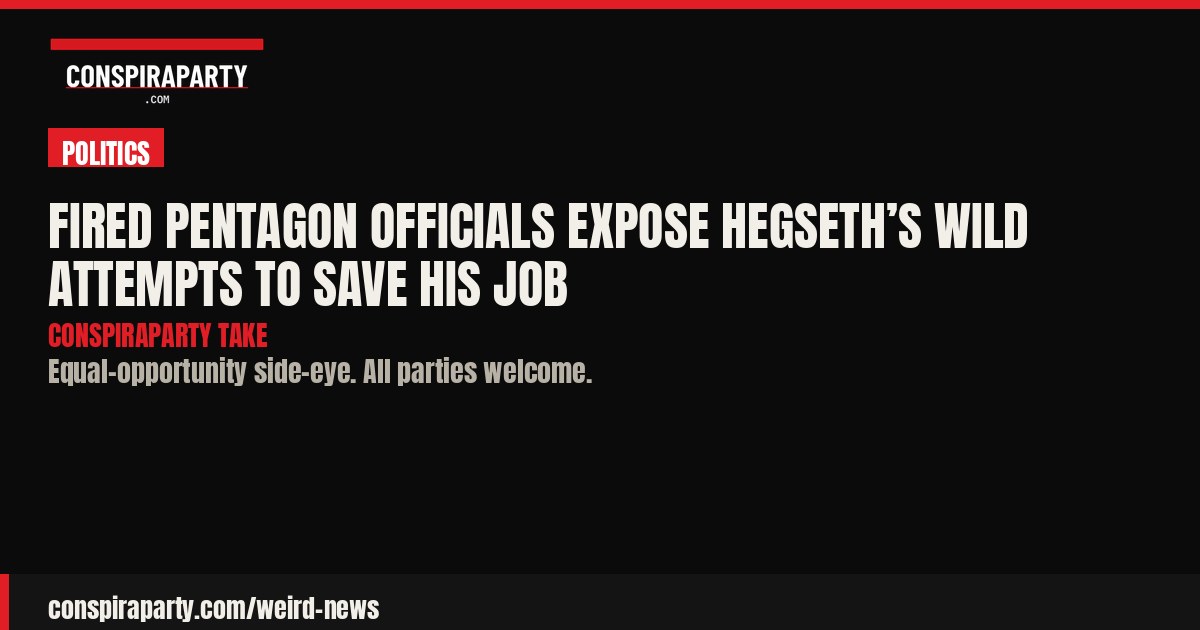 CONSPIRAPARTY
.COM
POLITICS
FIRED PENTAGON OFFICIALS EXPOSE HEGSETH’S WILD
ATTEMPTS TO SAVE HIS JOB
CONSPIRAPARTY TAKE
Equal-opportunity side-eye. All parties welcome.
conspiraparty.com/weird-news